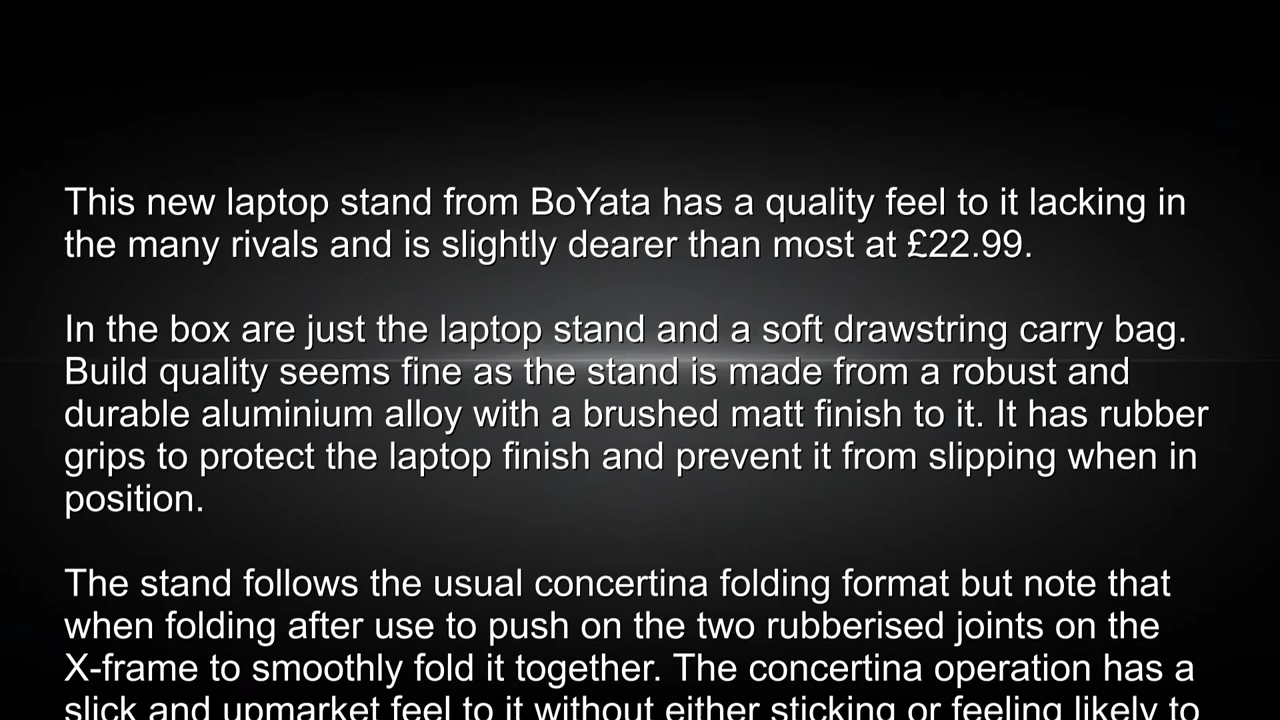 This new laptop stand from BoYata has a quality feel to it lacking in
the many rivals and is slightly dearer than most at £22.99.
In the box are just the laptop stand and a soft drawstring carry bag.
Build quality seems fine as the stand is made from a robust and
durable aluminium alloy with a brushed matt finish to it. It has rubber
grips to protect the laptop finish and prevent it from slipping when in
position.
The stand follows the usual concertina folding format but note that
when folding after use to push on the two rubberised joints on the
X-frame to smoothly fold it together. The concertina operation has a
slick and upmarket feel to it without either sticking or feeling likely to